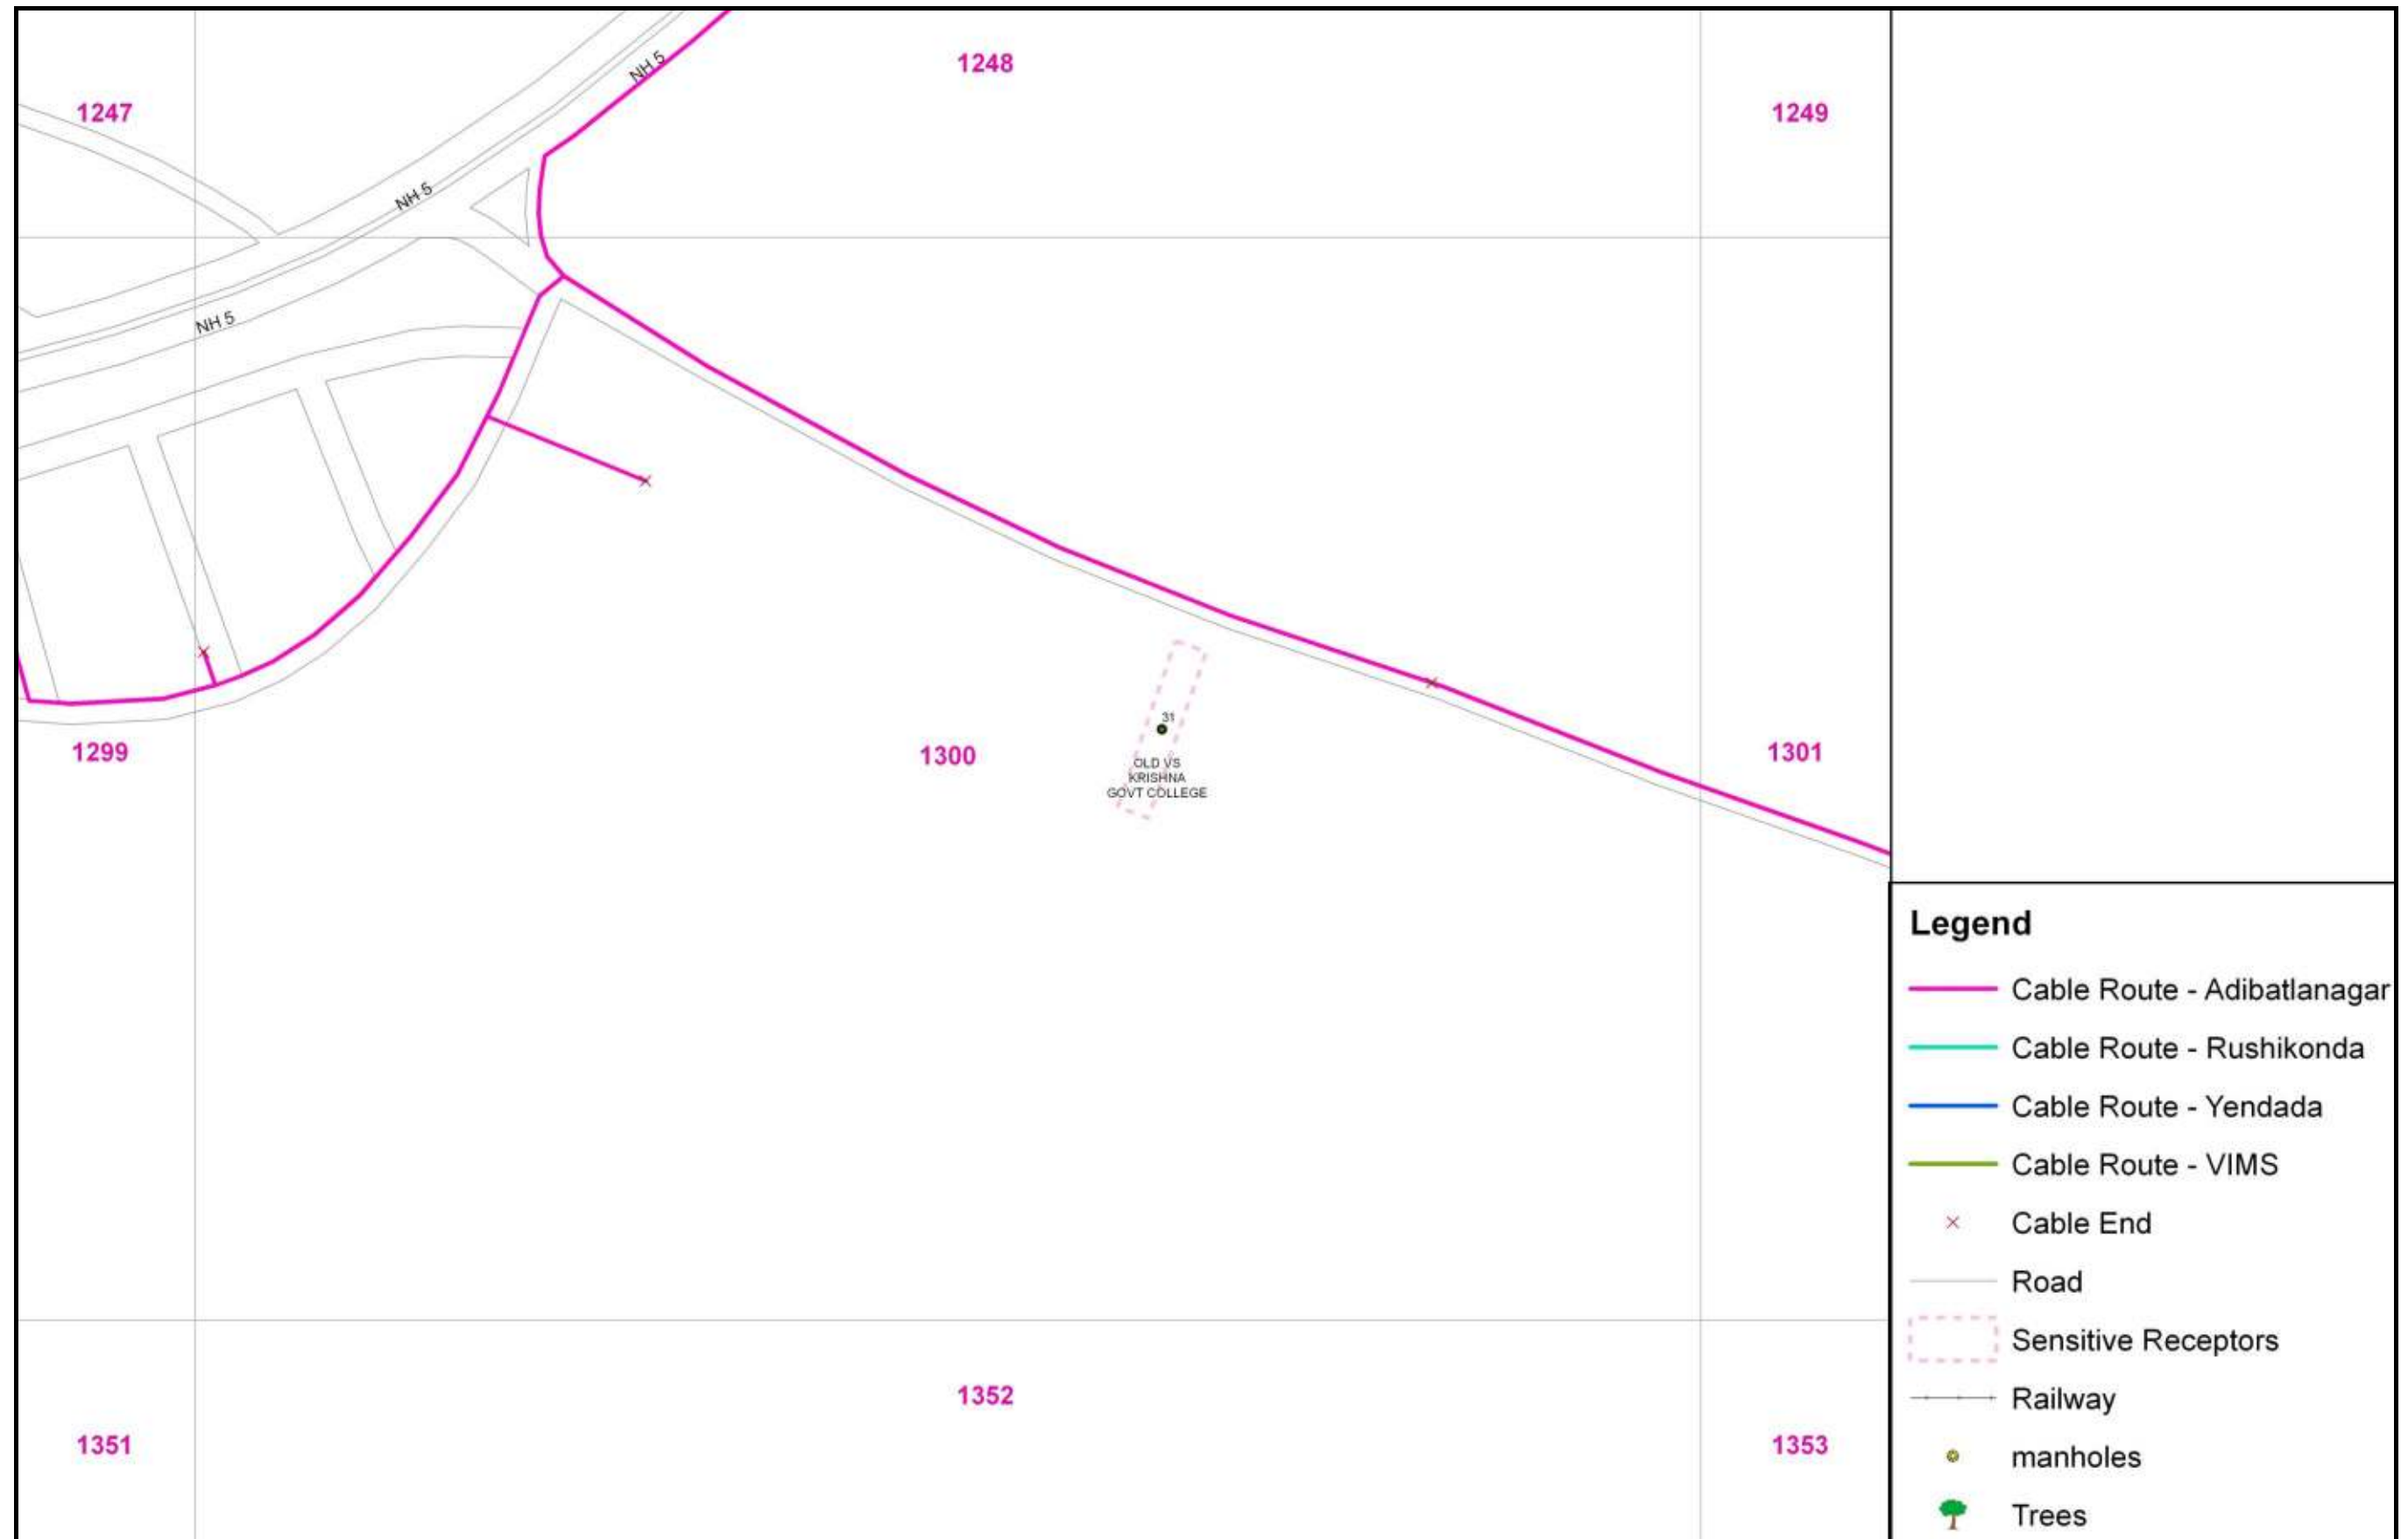 NH 5
1248
1247
1249
NH 5
NH 5
31
OLD VS
KRISHNA
GOVT COLLEGE
1299
1300
1301
1352
1351
1353
Legend
Cable Route - Adibatlanagar
Cable Route - Rushikonda
Cable Route - Yendada
Cable Route - VIMS
Cable End
Road
Sensitive Receptors
Railway
manholes
Trees